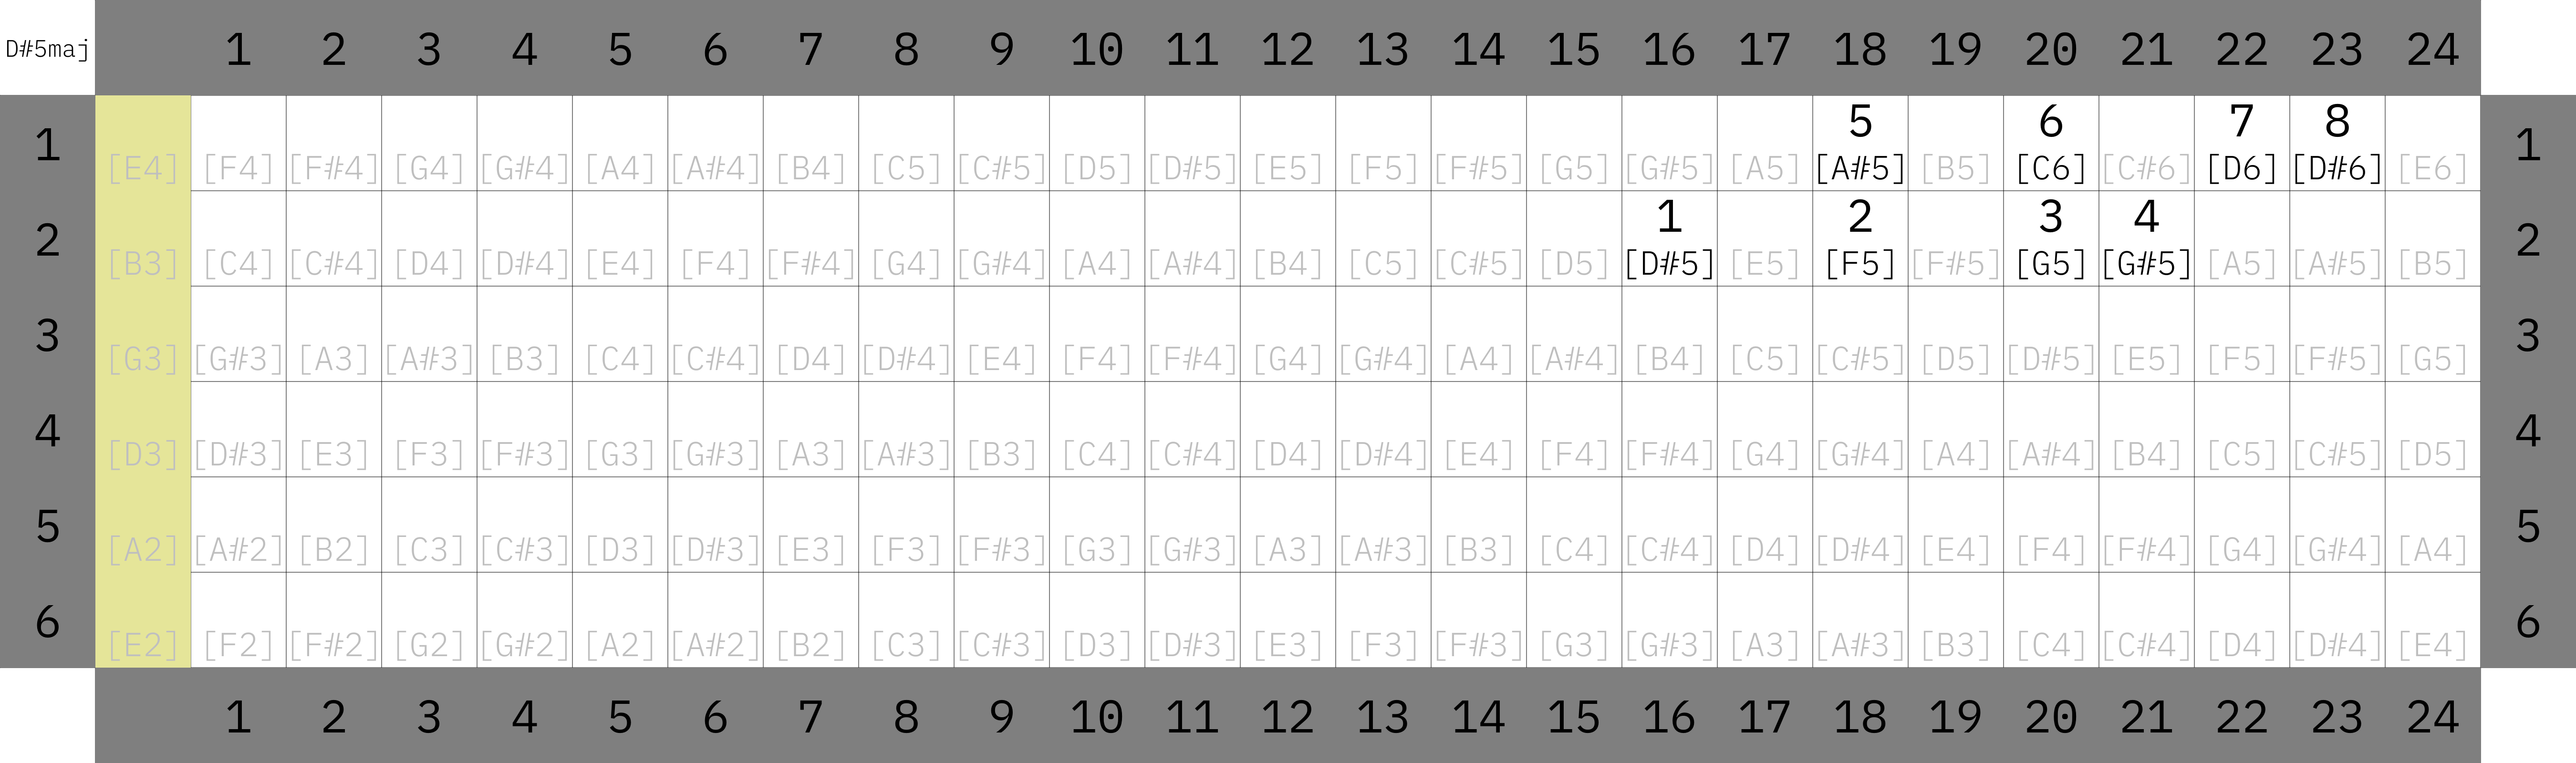 D#5maj 1 2 3 4 5 6 7 8 9 10 11 12 13 14 15 16 17 18 19 20 21 22 23 24
5 6 7 8
1 [E4] [F4] [F#4] [G4] [G#4] [A4] [A#4] [B4] [C5] [C#5] [D5] [D#5] [E5] [F5] [F#5] [G5] [G#5] [A5] [A#5] [B5] [C6] [C#6] [D6] [D#6] [E6] 1
1 2 3 4
2 [B3] [C4] [C#4] [D4] [D#4] [E4] [F4] [F#4] [G4] [G#4] [A4] [A#4] [B4] [C5] [C#5] [D5] [D#5] [E5] [F5] [F#5] [G5] [G#5] [A5] [A#5] [B5] 2
3 [G3] [G#3] [A3] [A#3] [B3] [C4] [C#4] [D4] [D#4] [E4] [F4] [F#4] [G4] [G#4] [A4] [A#4] [B4] [C5] [C#5] [D5] [D#5] [E5] [F5] [F#5] [G5] 3
4 [D3] [D#3] [E3] [F3] [F#3] [G3] [G#3] [A3] [A#3] [B3] [C4] [C#4] [D4] [D#4] [E4] [F4] [F#4] [G4] [G#4] [A4] [A#4] [B4] [C5] [C#5] [D5] 4
5 [A2] [A#2] [B2] [C3] [C#3] [D3] [D#3] [E3] [F3] [F#3] [G3] [G#3] [A3] [A#3] [B3] [C4] [C#4] [D4] [D#4] [E4] [F4] [F#4] [G4] [G#4] [A4] 5
6 [E2] [F2] [F#2] [G2] [G#2] [A2] [A#2] [B2] [C3] [C#3] [D3] [D#3] [E3] [F3] [F#3] [G3] [G#3] [A3] [A#3] [B3] [C4] [C#4] [D4] [D#4] [E4] 6
1 2 3 4 5 6 7 8 9 10 11 12 13 14 15 16 17 18 19 20 21 22 23 24